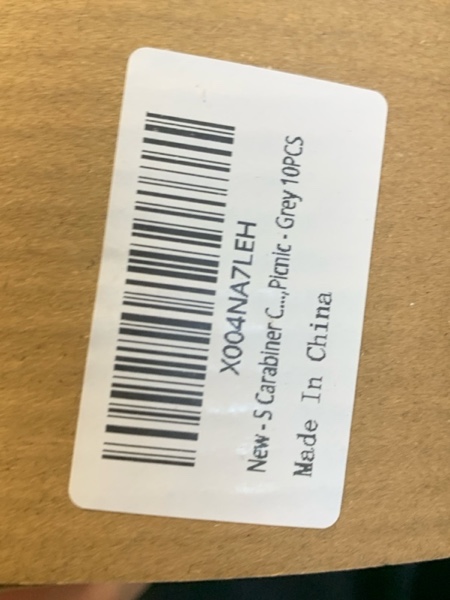 X004NA7LEH
New - S Carabiner C...,Picnic - Grey 10PCS
Made In China